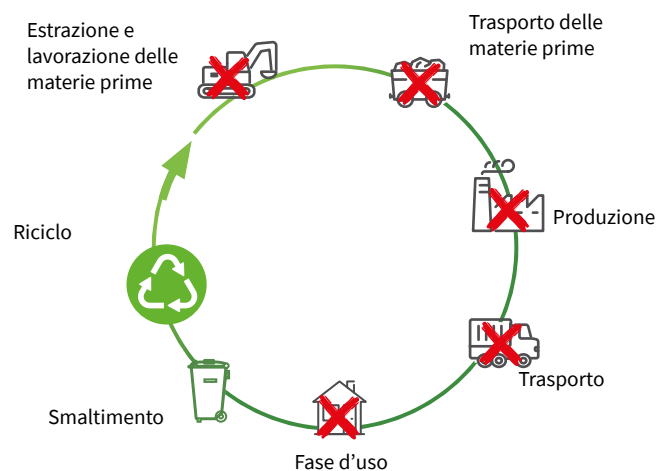 Estrazione e
lavorazione delle
materie prime
Trasporto delle
materie prime
Produzione
Trasporto
Fase d'uso
Smaltimento
Riciclo